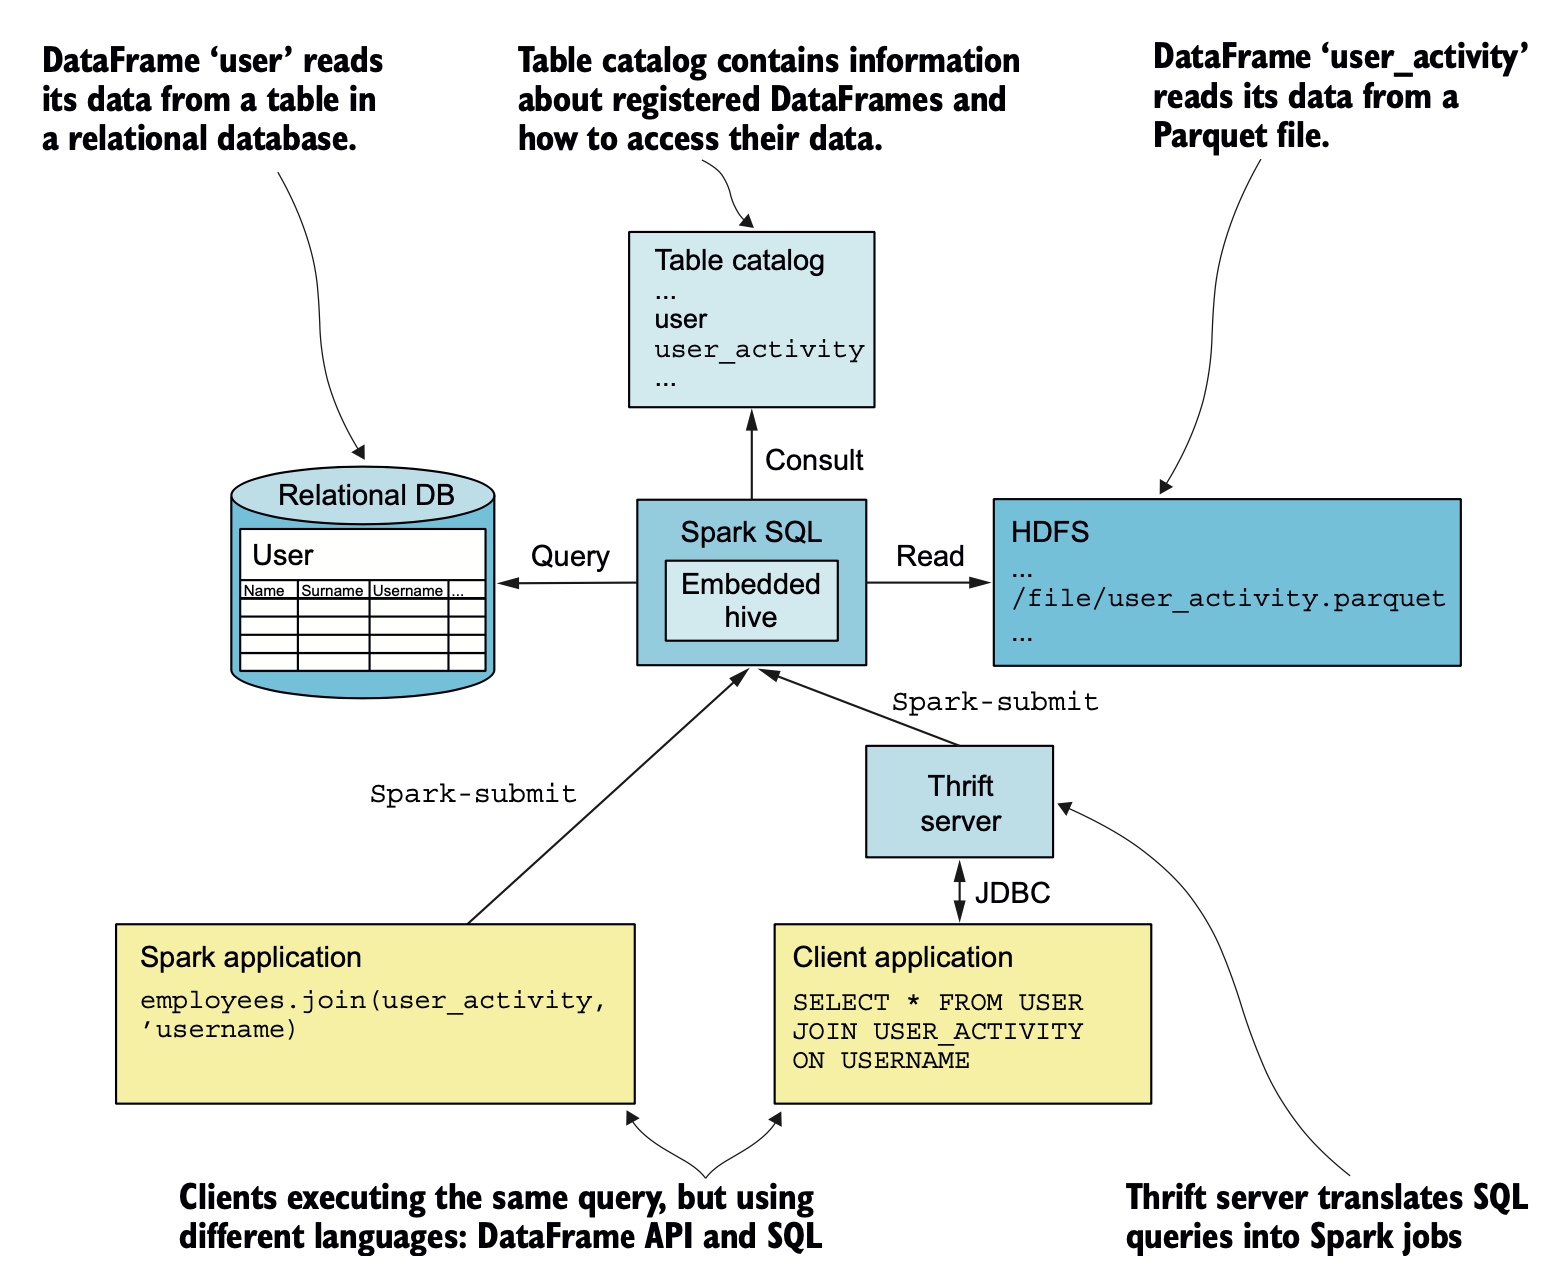 DataFrame ‘user’ reads
its data from a table in
a relational database.
Table catalog contains information
about registered DataFrames and
how to access their data.
DataFrame ‘user_activity’
reads its data from a
Parquet file.
Table catalog
...
user
user_activity
...
Consult
Relational DB
User
Name Surname Username ...
Query
Spark SQL
Embedded
hive
Read
HDFS
...
/file/user_activity.parquet
...
Spark-submit
Spark-submit
Thrift
server
JDBC
Spark application
employees.join(user_activity,
’username)
Client application
SELECT * FROM USER
JOIN USER_ACTIVITY
ON USERNAME
Clients executing the same query, but using
different languages: DataFrame API and SQL
Thrift server translates SQL
queries into Spark jobs